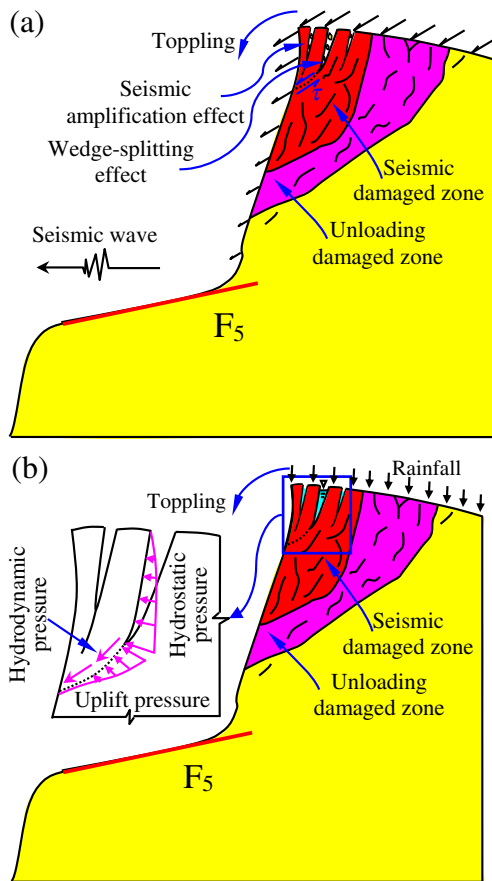 (a)
Toppling
Seismic
amplification effect
τ
Wedge-splitting
effect
Seismic
damaged zone
Unloading
damaged zone
Seismic wave
F5
(b)
Rainfall
Toppling
Hydrodynamic
pressure
Hydrostatic
pressure
Uplift pressure
Seismic
damaged zone
Unloading
damaged zone
F5